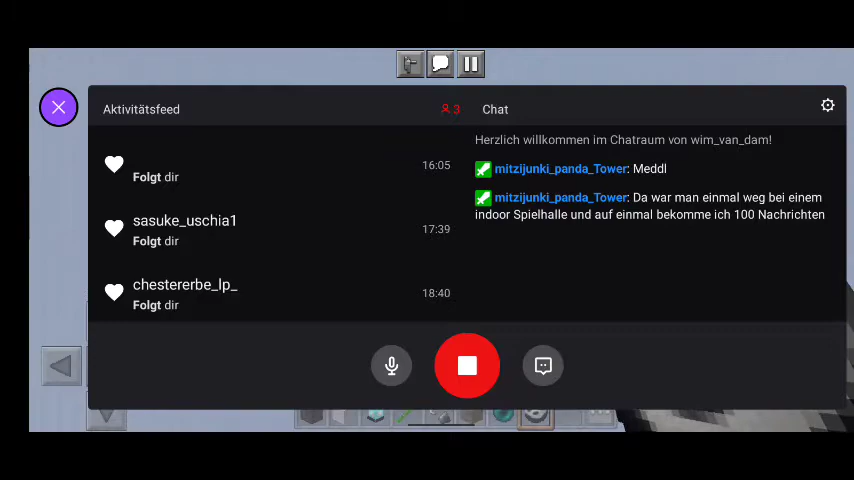 Aktivitätsfeed
3
Chat
Herzlich willkommen im Chatraum von wim_van_dam!
16:05
Folgt dir
mitzijunki_panda_Tower: Meddl
mitzijunki_panda_Tower: Da war man einmal weg bei einem
indoor Spielhalle und auf einmal bekomme ich 100 Nachrichten
sasuke_uschia1
17:39
Folgt dir
chestererbe_lp_
18:40
Folgt dir